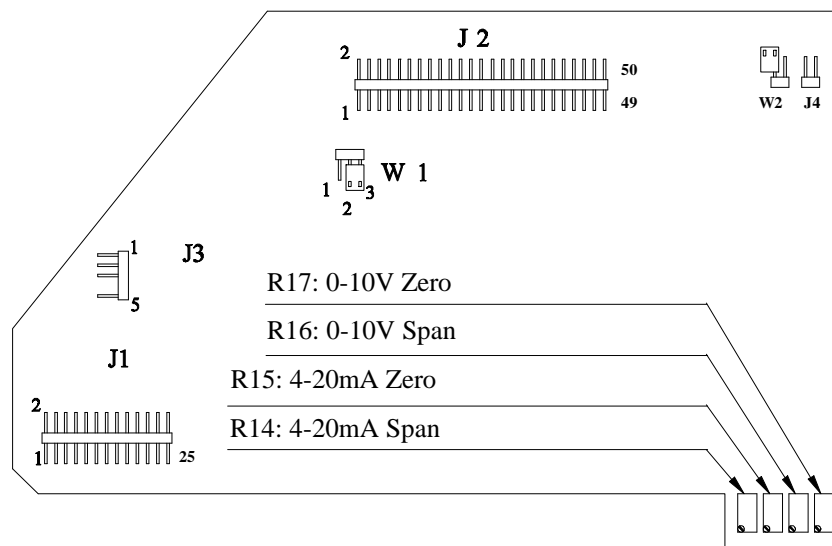 J 2
2
50
1
49
W2
J4
W 1
1
2
3
J3
1
5
R17: 0-10V Zero
R16: 0-10V Span
R15: 4-20mA Zero
R14: 4-20mA Span
J1
2
1
25